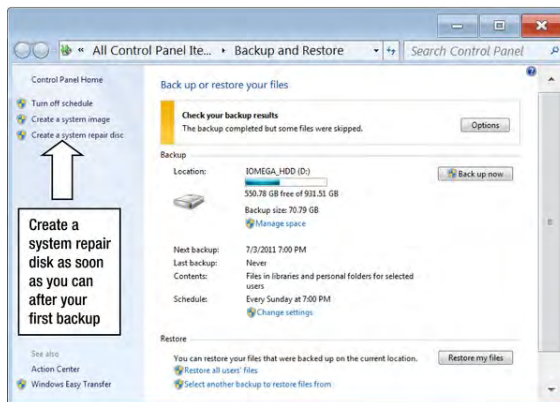 « All Control Panel Ite... ▸ Backup and Restore
Search Control Panel
Control Panel Home
Turn off schedule
Create a system image
Create a system repair disc
Create a
system repair
disk as soon
as you can
after your
first backup
See also
Action Center
Windows Easy Transfer
Back up or restore your files
Check your backup results
The backup completed but some files were skipped.
Options
Backup
Location:
IOMEGA_HDD (D:)
550.78 GB free of 931.51 GB
Backup size: 70.79 GB
Manage space
Back up now
Next backup: 7/3/2011 7:00 PM
Last backup: Never
Contents: Files in libraries and personal folders for selected
users
Schedule: Every Sunday at 7:00 PM
Change settings
Restore
You can restore your files that were backed up on the current location.
Restore my files
Restore all users' files
Select another backup to restore files from